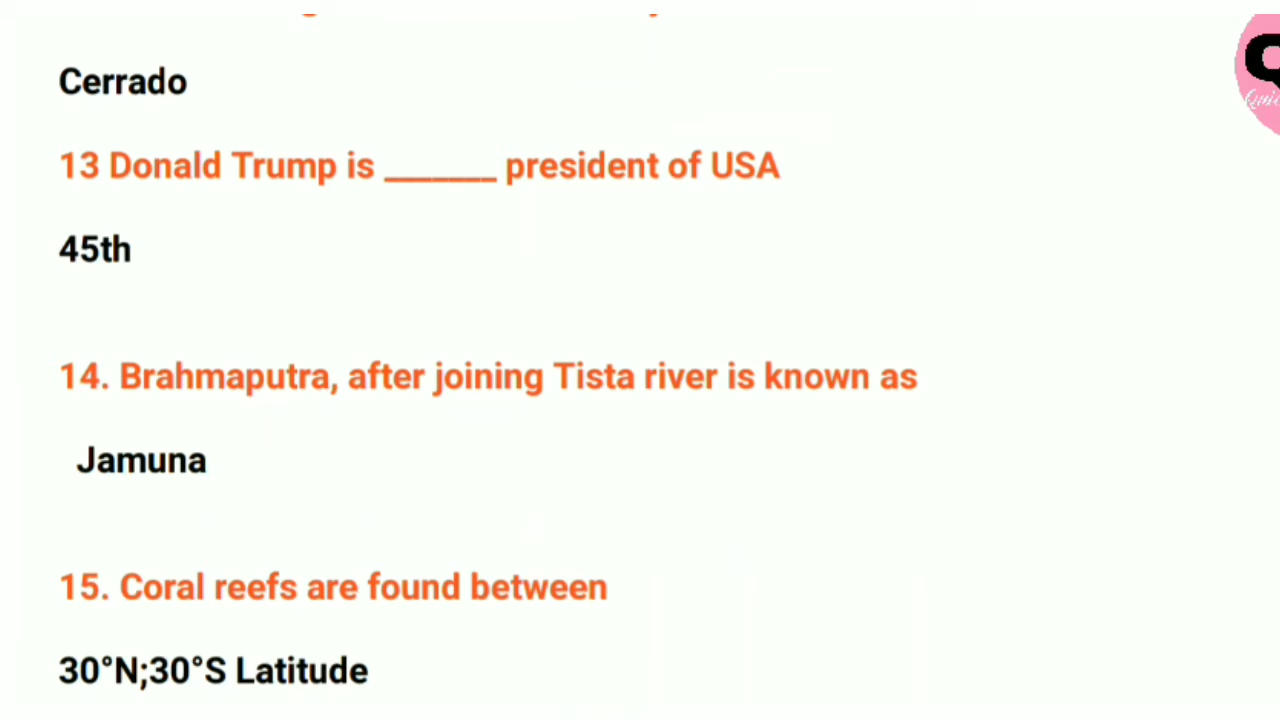 Cerrado
13 Donald Trump is _______ president of USA
45th
14. Brahmaputra, after joining Tista river is known as
Jamuna
15. Coral reefs are found between
30°N;30°S Latitude